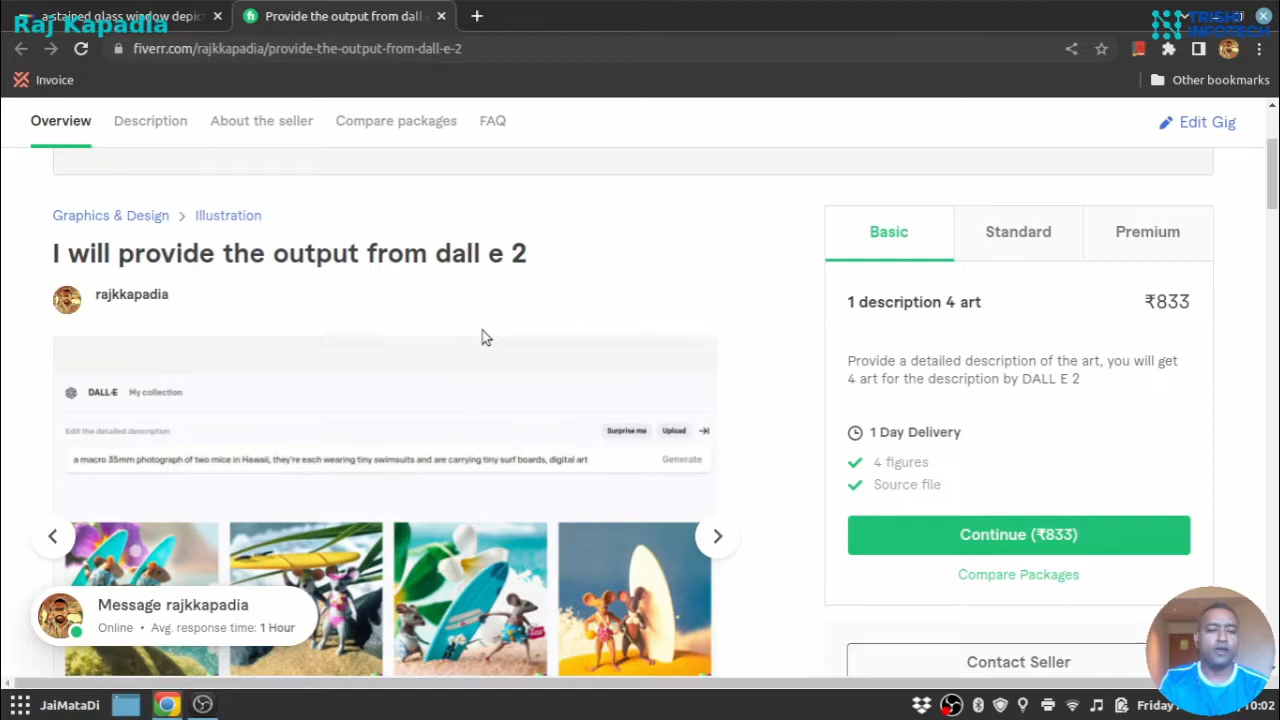 a stained glass window depic
Provide the output from dall
Raj Kapadia
TRISHI
INFOTECH
fiverr.com/rajkkapadia/provide-the-output-from-dall-e-2
Invoice
Other bookmarks
Overview
Description
About the seller
Compare packages
FAQ
Edit Gig
Graphics & Design
Illustration
I will provide the output from dall e 2
rajkkapadia
DALL·E
My collection
Edit the detailed description
Surprise me
Upload
a macro 35mm photograph of two mice in Hawaii, they're each wearing tiny swimsuits and are carrying tiny surf boards, digital art
Generate
Message rajkkapadia
Online • Avg. response time: 1 Hour
Basic
Standard
Premium
1 description 4 art
₹833
Provide a detailed description of the art, you will get
4 art for the description by DALL E 2
1 Day Delivery
4 figures
Source file
Continue (₹833)
Compare Packages
Contact Seller
JaiMataDi
Friday
10:02